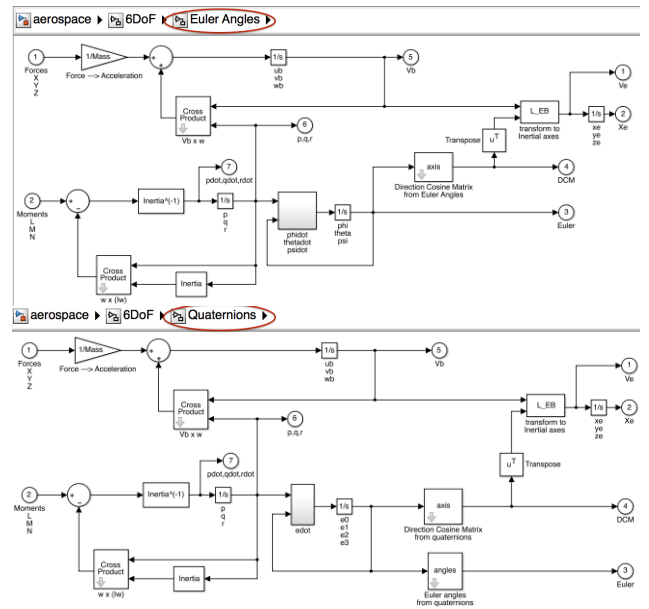 aerospace 6DoF Euler Angles
1
Forces
X
Y
Z
1/Mass
Force ---> Acceleration
+
+
1/s
ub
vb
wb
5
Vb
Cross
Product
Vb x w
6
p,q,r
L_EB
transform to
Inertial axes
1
Ve
1/s
xe
ye
ze
2
Xe
Transpose
uT
7
pdot,qdot,rdot
2
Moments
L
M
N
+
−
Inertia^(-1)
1/s
p
q
r
phidot
thetadot
psidot
1/s
phi
theta
psi
axis
Direction Cosine Matrix
from Euler Angles
4
DCM
3
Euler
Cross
Product
w x (Iw)
Inertia
aerospace 6DoF Quaternions
1
Forces
X
Y
Z
1/Mass
Force ---> Acceleration
+
+
1/s
ub
vb
wb
5
Vb
Cross
Product
Vb x w
6
p,q,r
L_EB
transform to
Inertial axes
1
Ve
1/s
xe
ye
ze
2
Xe
uT
Transpose
7
pdot,qdot,rdot
2
Moments
L
M
N
+
−
Inertia^(-1)
1/s
p
q
r
edot
1/s
e0
e1
e2
e3
axis
Direction Cosine Matrix
from quaternions
4
DCM
Cross
Product
w x (Iw)
Inertia
angles
Euler angles
from quaternions
3
Euler